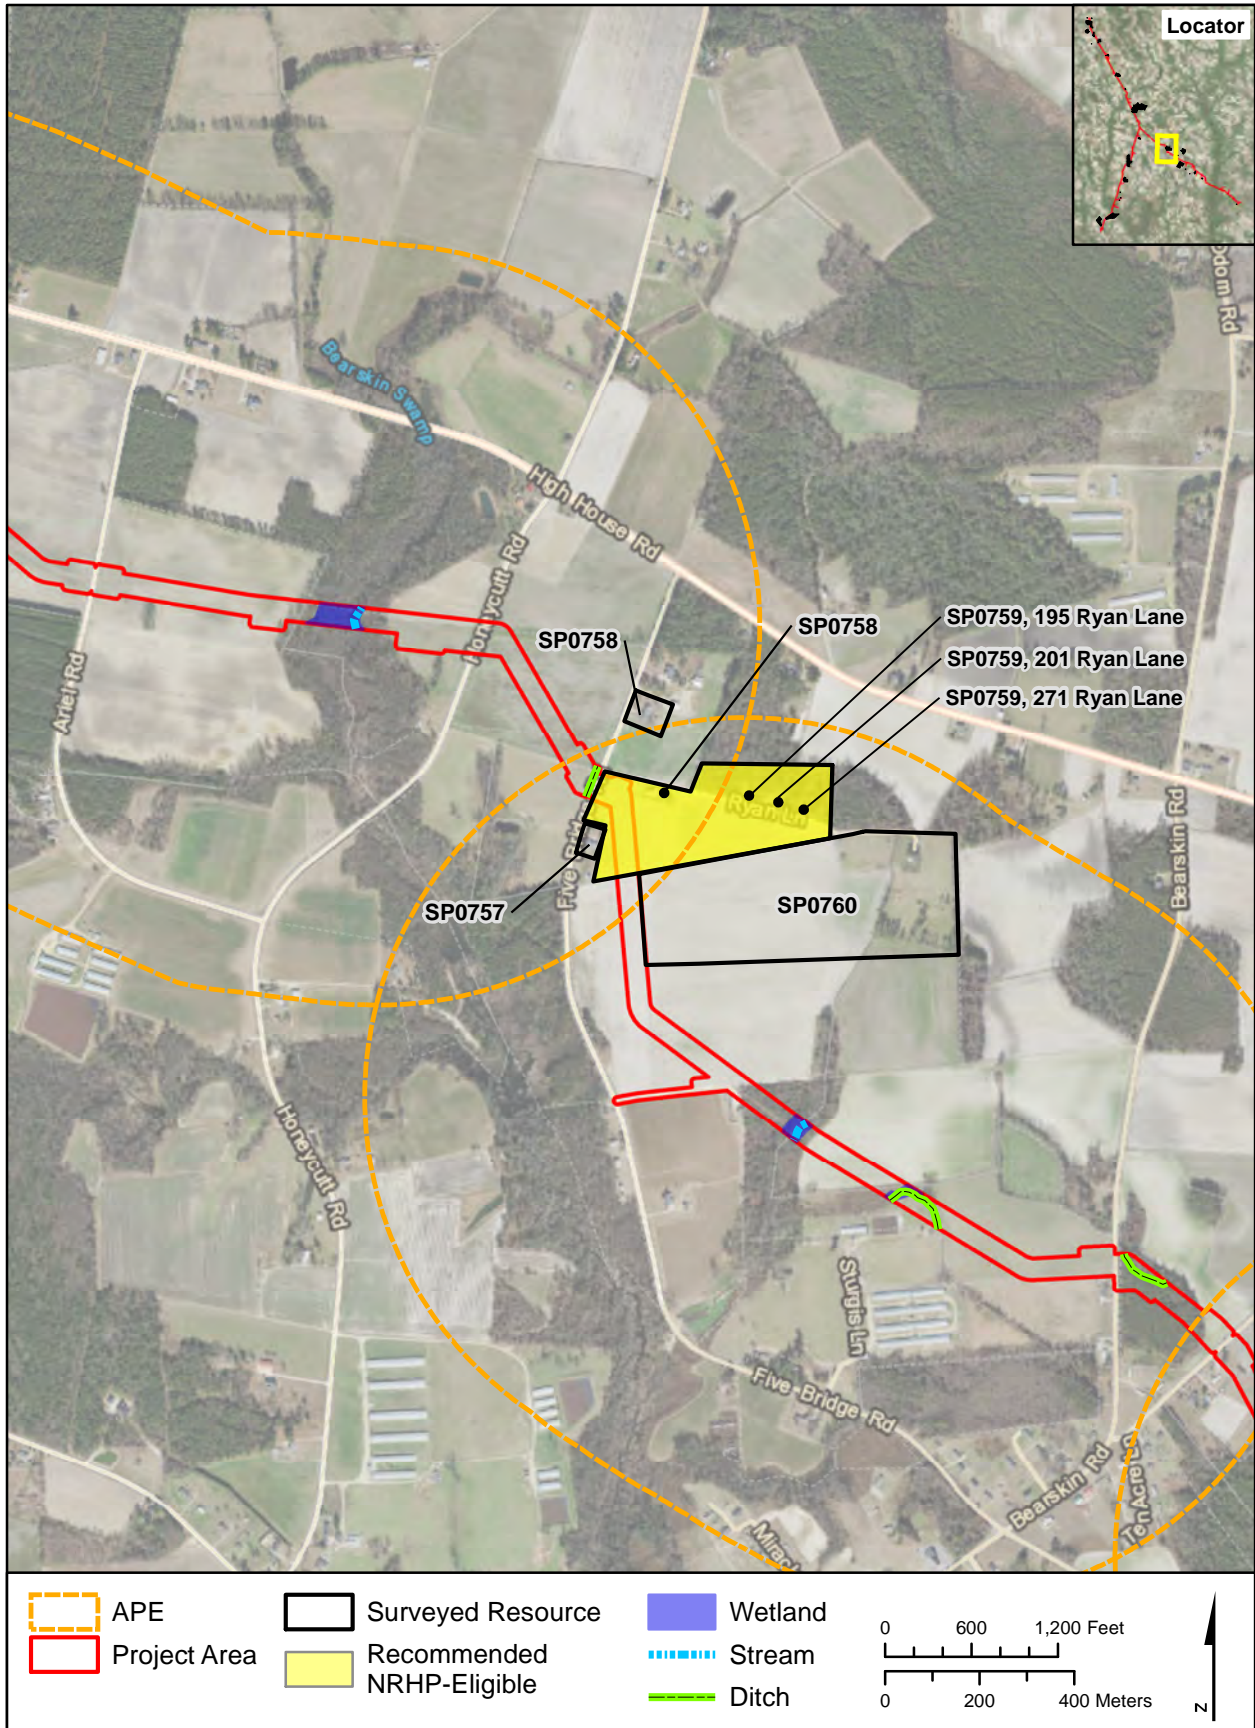 Locator
Odom Rd
Bearskin Swamp
High House Rd
Honeycutt Rd
Ariel Rd
SP0758
SP0758
SP0759, 195 Ryan Lane
SP0759, 201 Ryan Lane
SP0759, 271 Ryan Lane
Ryan Ln
Bearskin Rd
Five
SP0757
SP0760
Honeycutt Rd
Sturgis Ln
Five Bridge Rd
Bearskin Rd
Ten Acre Ln
APE
Project Area
Surveyed Resource
Recommended
NRHP-Eligible
Wetland
Stream
Ditch
0 600 1,200 Feet
0 200 400 Meters
N